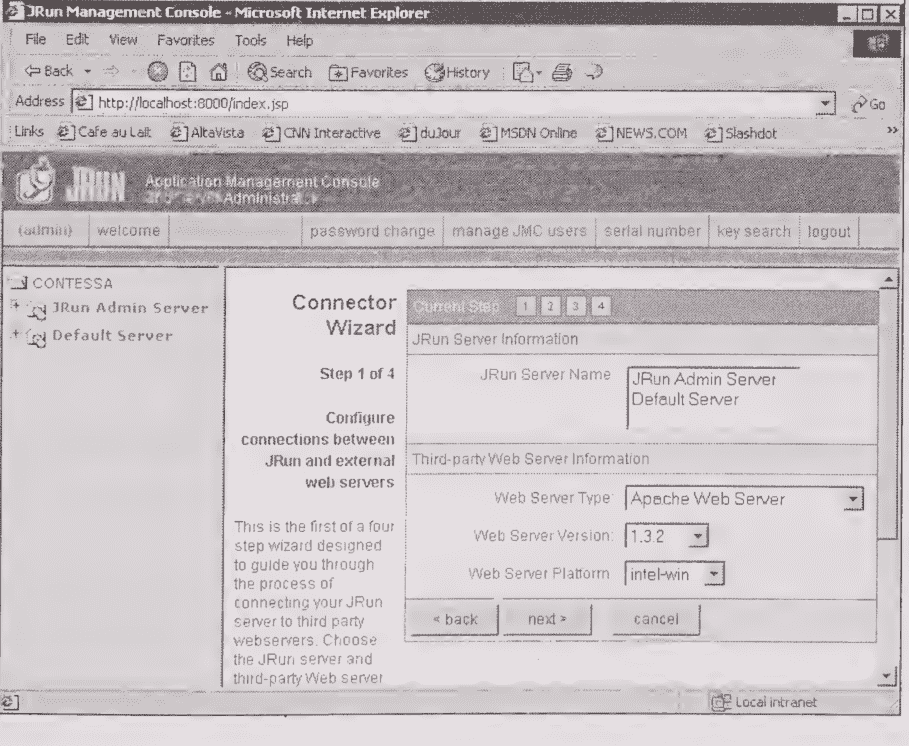 JRun Management Console - Microsoft Internet Explorer
File Edit View Favorites Tools Help
Back Search Favorites History
Address http://localhost:8000/index.jsp Go
Links Cafe au Lait AltaVista CNN Interactive duJour MSDN Online NEWS.COM Slashdot »
JRUN Application Management Console
(admin) welcome password change manage JMC users serial number key search logout
CONTESSA
JRun Admin Server
Default Server
Connector
Wizard
Step 1 of 4
Configure
connections between
JRun and external
web servers
This is the first of a four
step wizard designed
to guide you through
the process of
connecting your JRun
server to third party
webservers. Choose
the JRun server and
third-party Web server
Current Step 1 2 3 4
JRun Server Information
JRun Server Name JRun Admin Server
Default Server
Third-party Web Server Information
Web Server Type Apache Web Server
Web Server Version: 1.3.2
Web Server Platform intel-win
< back next > cancel
Local intranet